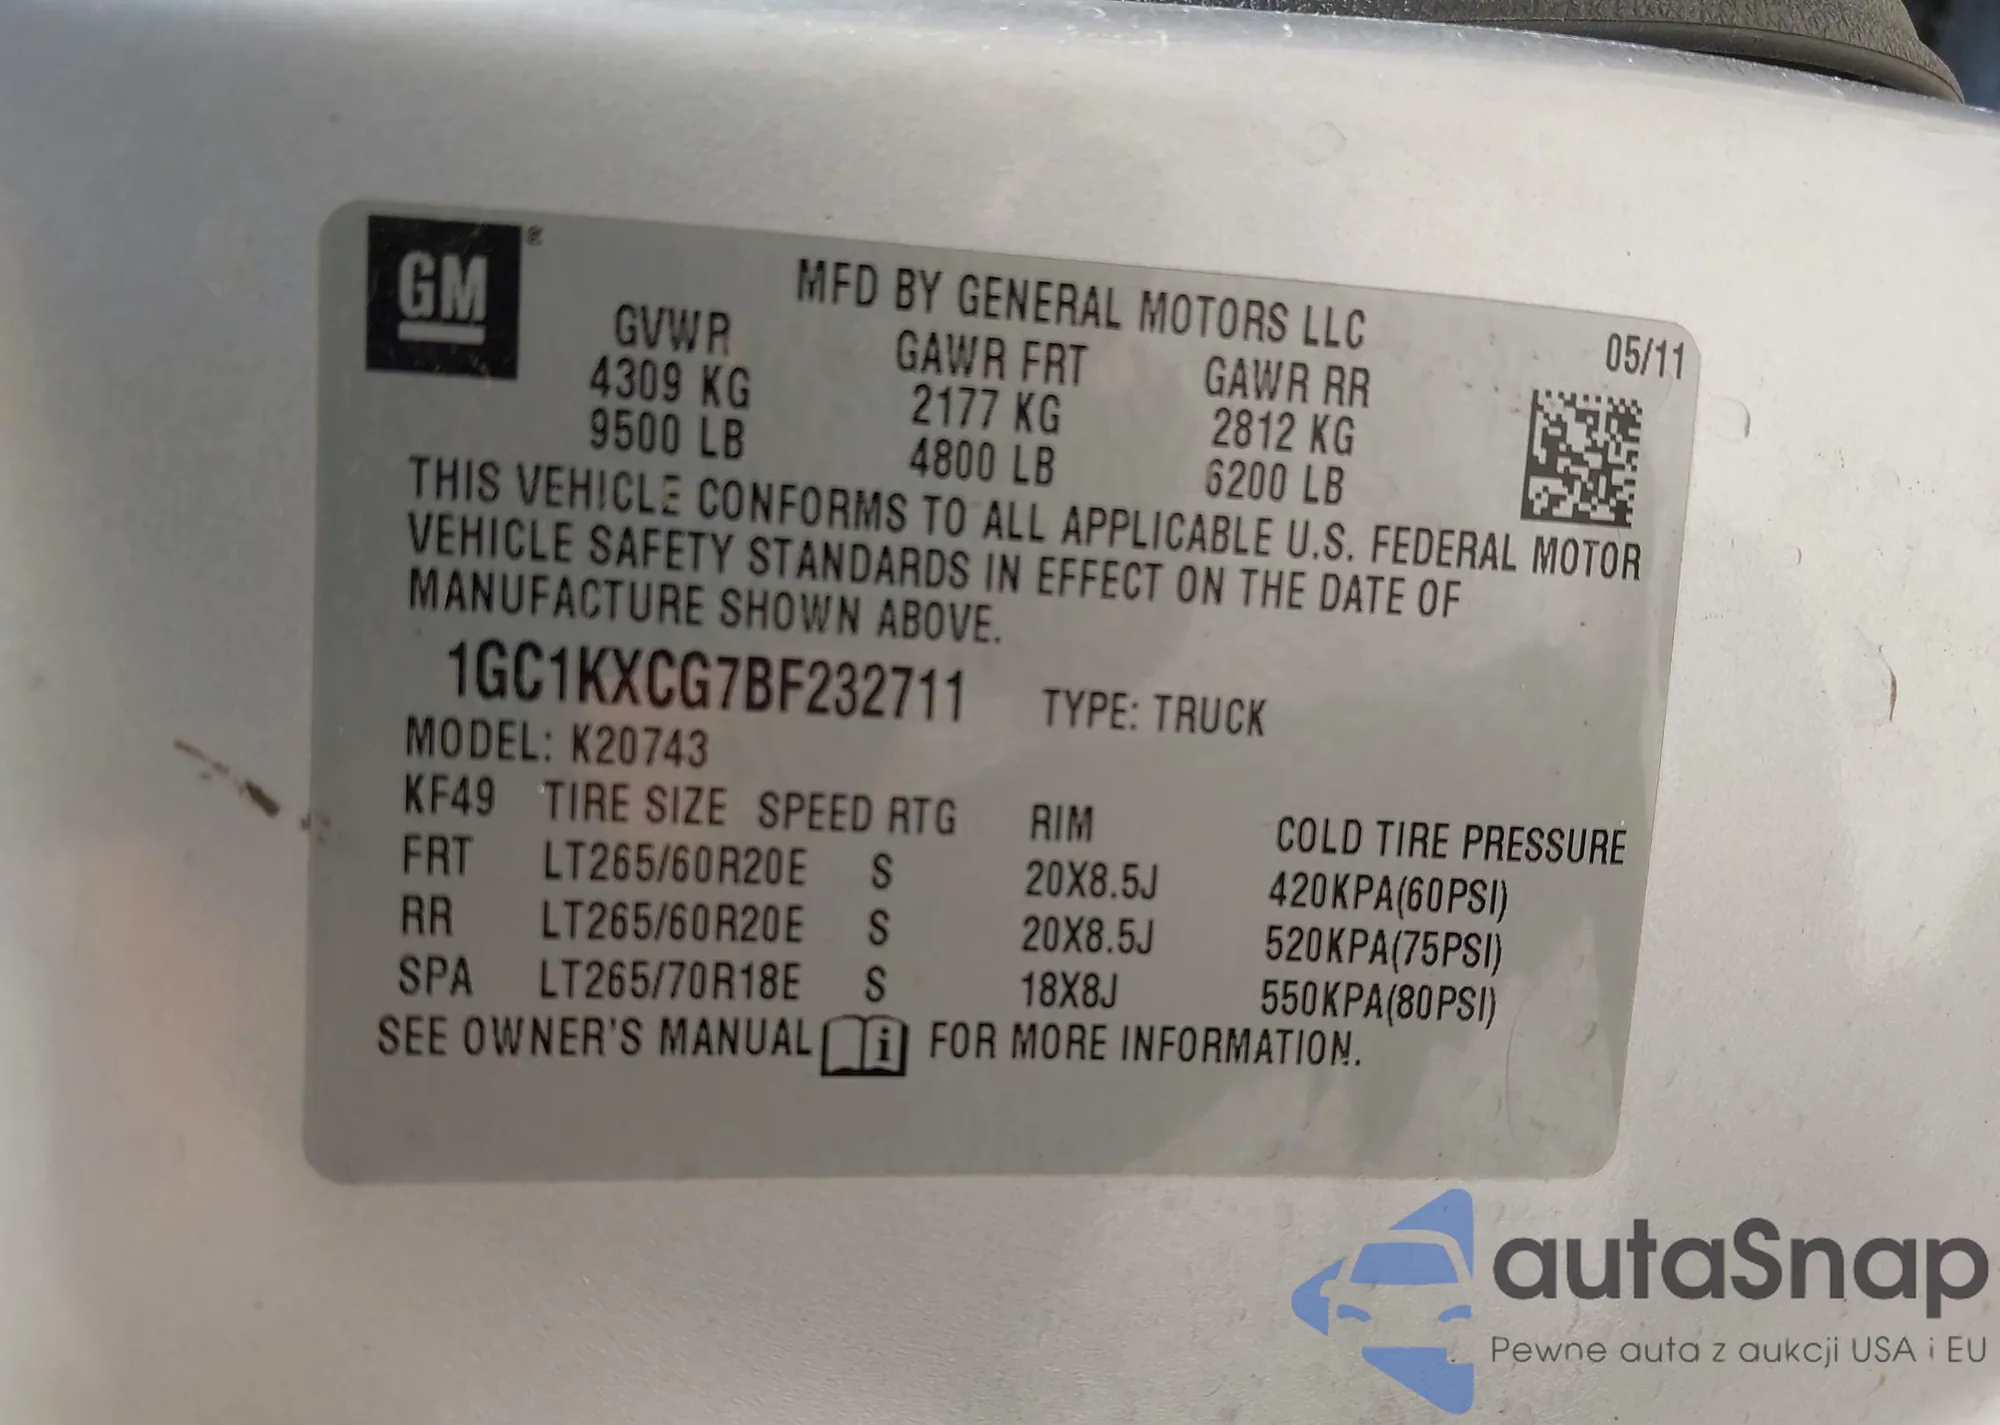 GM®
MFD BY GENERAL MOTORS LLC
05/11
GVWR GAWR FRT GAWR RR
4309 KG 2177 KG 2812 KG
9500 LB 4800 LB 6200 LB
THIS VEHICLE CONFORMS TO ALL APPLICABLE U.S. FEDERAL MOTOR
VEHICLE SAFETY STANDARDS IN EFFECT ON THE DATE OF
MANUFACTURE SHOWN ABOVE.
1GC1KXCG7BF232711 TYPE: TRUCK
MODEL: K20743
KF49 TIRE SIZE SPEED RTG RIM COLD TIRE PRESSURE
FRT LT265/60R20E S 20X8.5J 420KPA(60PSI)
RR LT265/60R20E S 20X8.5J 520KPA(75PSI)
SPA LT265/70R18E S 18X8J 550KPA(80PSI)
SEE OWNER'S MANUAL i FOR MORE INFORMATION.
autaSnap
Pewne auta z aukcji USA i EU